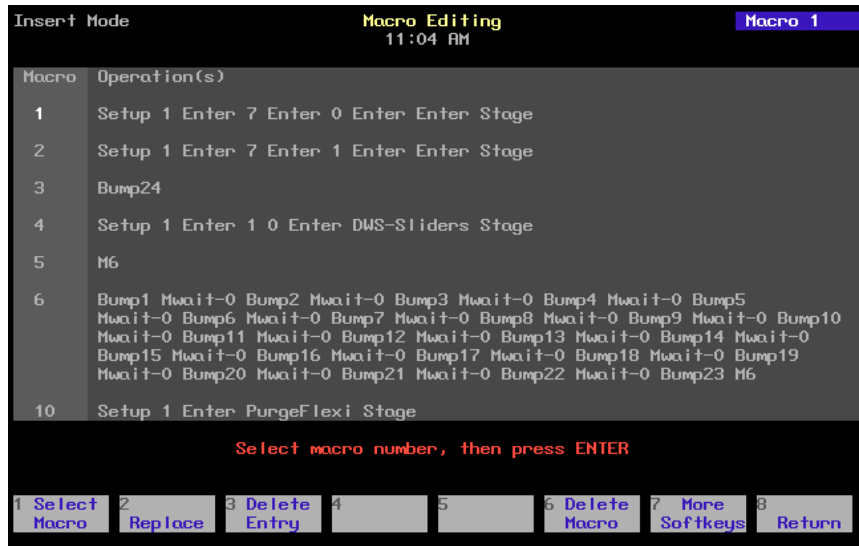 Insert Mode Macro Editing Macro 1
11:04 AM
Macro Operation(s)
1 Setup 1 Enter 7 Enter 0 Enter Enter Stage
2 Setup 1 Enter 7 Enter 1 Enter Enter Stage
3 Bump24
4 Setup 1 Enter 1 0 Enter DWS-Sliders Stage
5 M6
6 Bump1 Mwait-0 Bump2 Mwait-0 Bump3 Mwait-0 Bump4 Mwait-0 Bump5
Mwait-0 Bump6 Mwait-0 Bump7 Mwait-0 Bump8 Mwait-0 Bump9 Mwait-0 Bump10
Mwait-0 Bump11 Mwait-0 Bump12 Mwait-0 Bump13 Mwait-0 Bump14 Mwait-0
Bump15 Mwait-0 Bump16 Mwait-0 Bump17 Mwait-0 Bump18 Mwait-0 Bump19
Mwait-0 Bump20 Mwait-0 Bump21 Mwait-0 Bump22 Mwait-0 Bump23 M6
10 Setup 1 Enter PurgeFlexi Stage
Select macro number, then press ENTER
1 Select 2 3 Delete 4 5 6 Delete 7 More 8
Macro Replace Entry Macro Softkeys Return